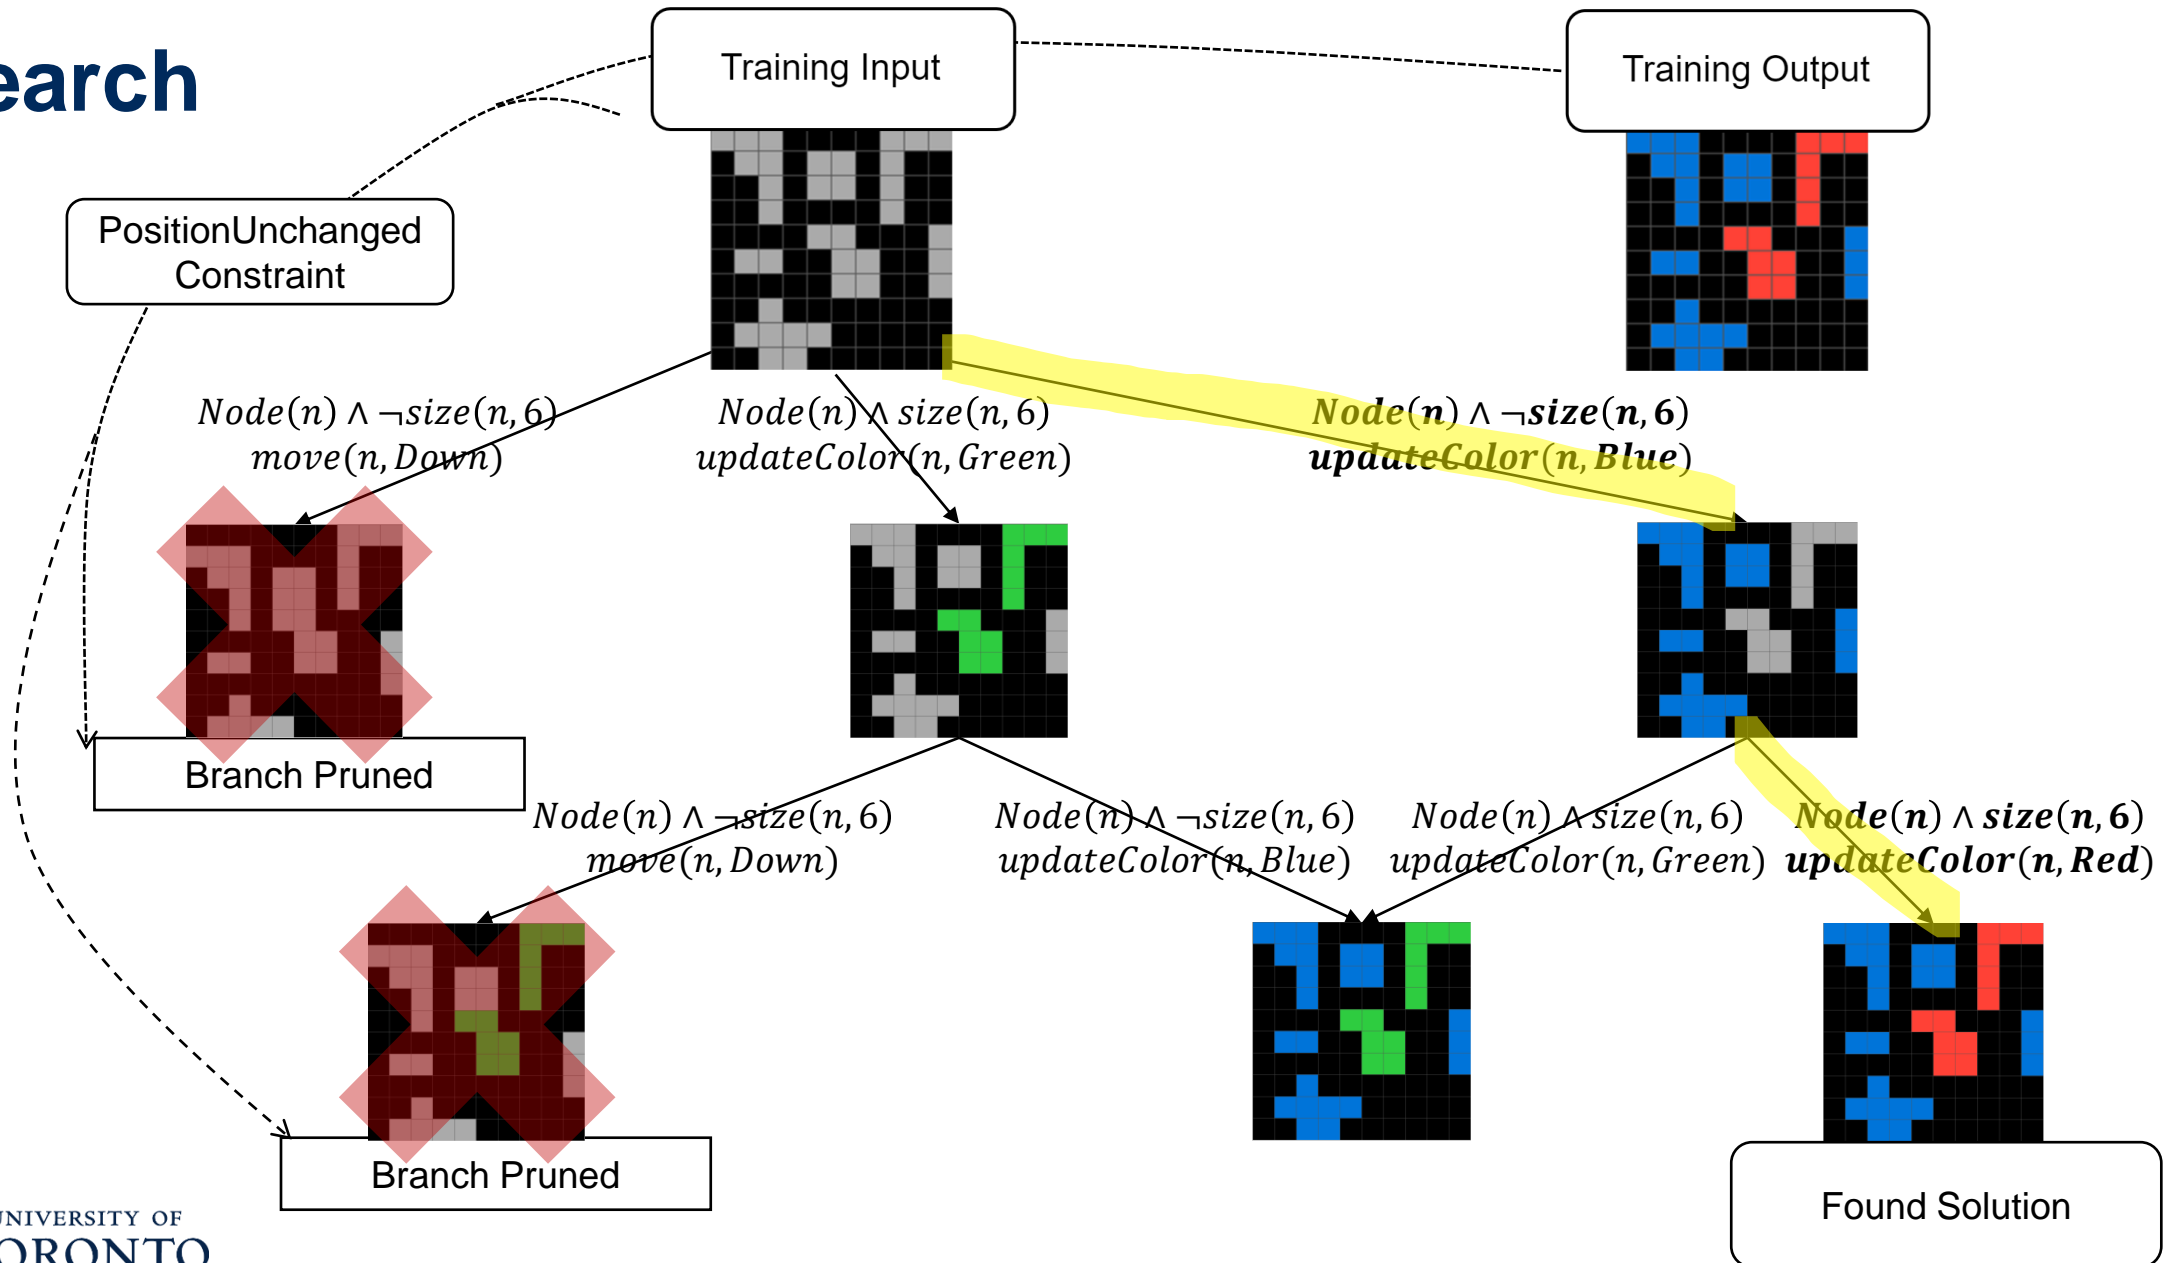 earch
Training Input
Training Output
PositionUnchanged
Constraint
Node(n) ∧ ¬size(n, 6)
move(n, Down)
Node(n) ∧ size(n, 6)
updateColor(n, Green)
Node(n) ∧ ¬size(n, 6)
updateColor(n, Blue)
Branch Pruned
Node(n) ∧ ¬size(n, 6)
move(n, Down)
Node(n) ∧ ¬size(n, 6)
updateColor(n, Blue)
Node(n) ∧ size(n, 6)
updateColor(n, Green)
Node(n) ∧ size(n, 6)
updateColor(n, Red)
Branch Pruned
Found Solution
UNIVERSITY OF
ORONTO